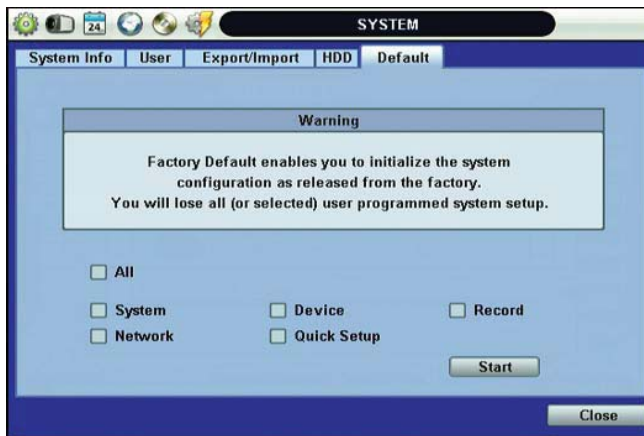 24
SYSTEM
System Info User Export/Import HDD Default
Warning
Factory Default enables you to initialize the system
configuration as released from the factory.
You will lose all (or selected) user programmed system setup.
All
System Device Record
Network Quick Setup
Start
Close